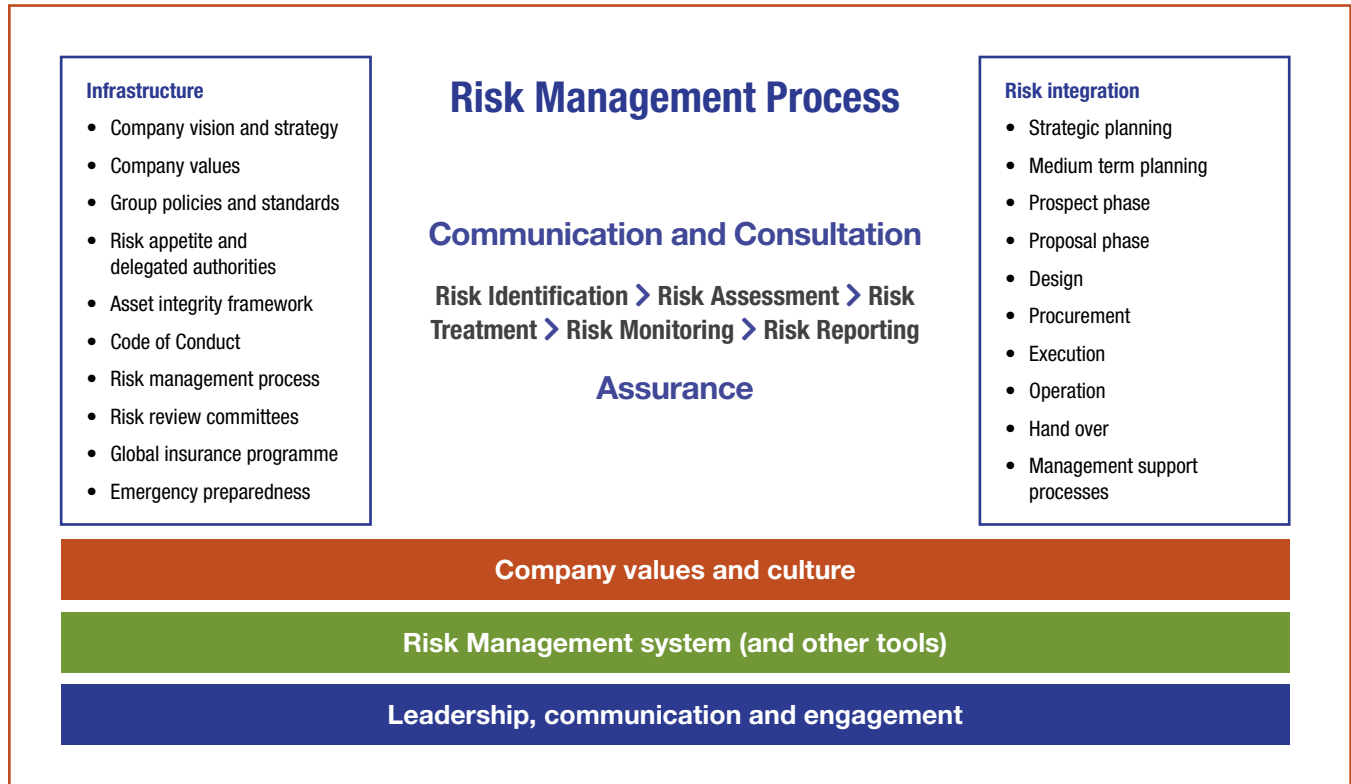 Infrastructure
• Company vision and strategy
• Company values
• Group policies and standards
• Risk appetite and
delegated authorities
• Asset integrity framework
• Code of Conduct
• Risk management process
• Risk review committees
• Global insurance programme
• Emergency preparedness
Risk Management Process
Communication and Consultation
Risk Identification > Risk Assessment > Risk
Treatment > Risk Monitoring > Risk Reporting
Assurance
Risk integration
• Strategic planning
• Medium term planning
• Prospect phase
• Proposal phase
• Design
• Procurement
• Execution
• Operation
• Hand over
• Management support
processes
Company values and culture
Risk Management system (and other tools)
Leadership, communication and engagement